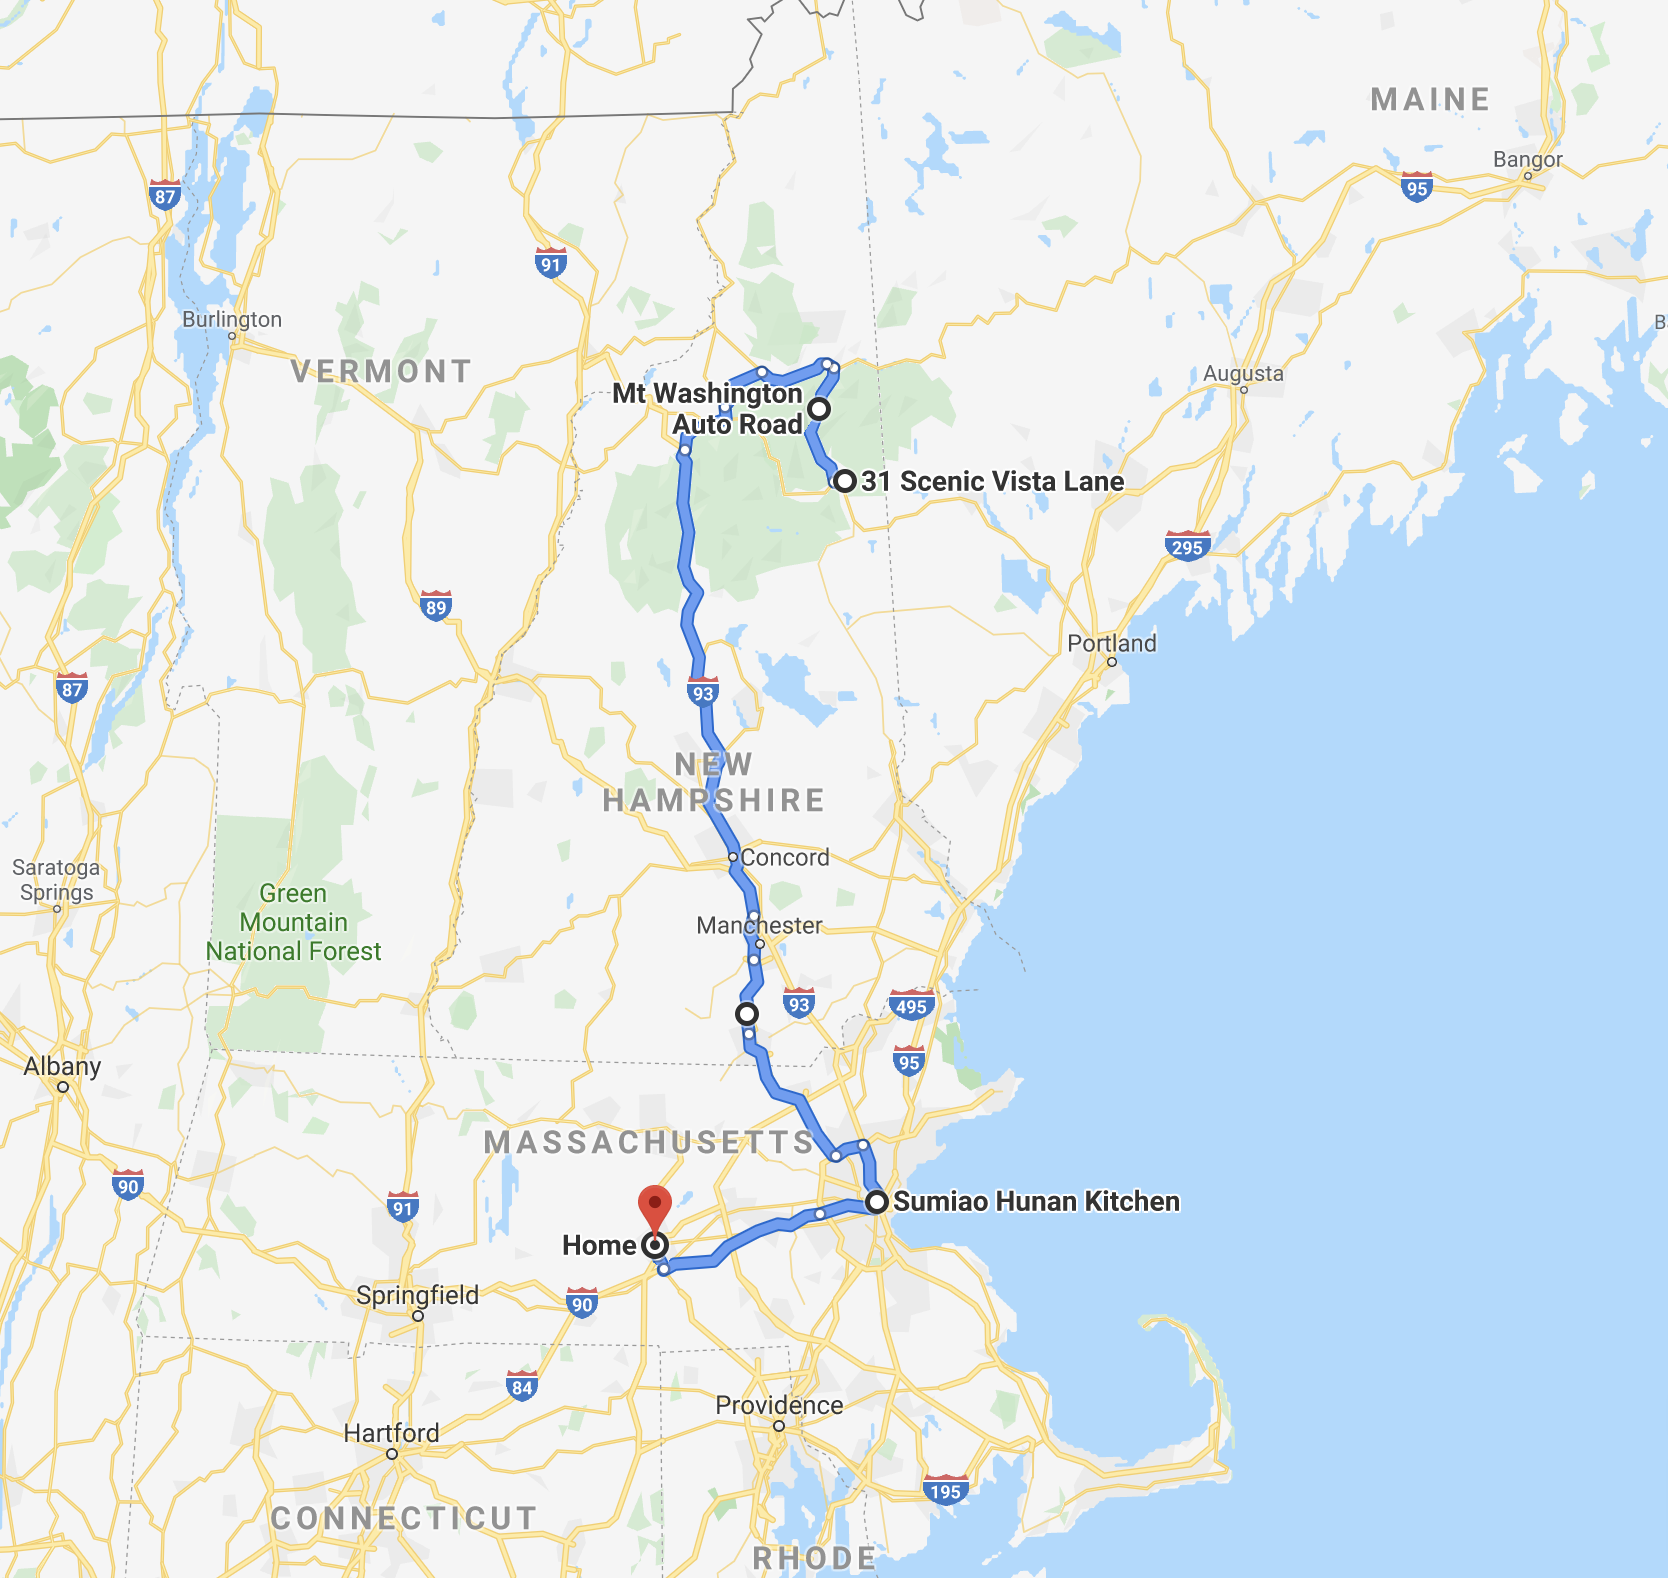 MAINE
Bangor
95
87
91
Burlington
VERMONT
Mt Washington
Auto Road
Augusta
31 Scenic Vista Lane
295
89
Portland
87
93
NEW
HAMPSHIRE
Concord
Saratoga
Springs
Green
Mountain
National Forest
Manchester
93
495
95
Albany
MASSACHUSETTS
90
91
Sumiao Hunan Kitchen
Home
Springfield
90
84
Providence
Hartford
195
CONNECTICUT
RHODE